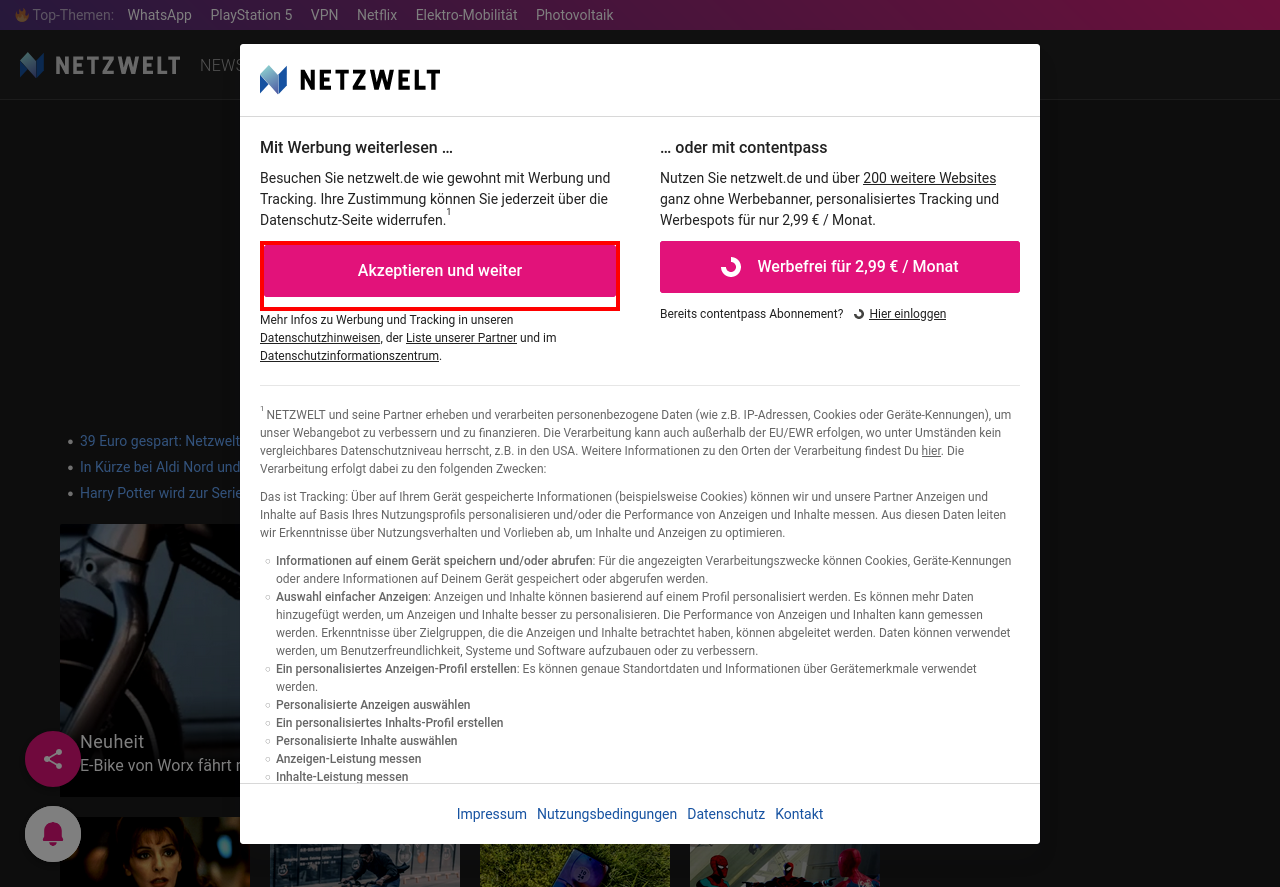 Top-Themen: WhatsApp PlayStation 5 VPN Netflix Elektro-Mobilität Photovoltaik
NETZWELT NEWS
NETZWELT
Mit Werbung weiterlesen …
Besuchen Sie netzwelt.de wie gewohnt mit Werbung und
Tracking. Ihre Zustimmung können Sie jederzeit über die
Datenschutz-Seite widerrufen.1
Akzeptieren und weiter
Mehr Infos zu Werbung und Tracking in unseren
Datenschutzhinweisen, der Liste unserer Partner und im
Datenschutzinformationszentrum.
… oder mit contentpass
Nutzen Sie netzwelt.de und über 200 weitere Websites
ganz ohne Werbebanner, personalisiertes Tracking und
Werbespots für nur 2,99 € / Monat.
Werbefrei für 2,99 € / Monat
Bereits contentpass Abonnement? Hier einloggen
1 NETZWELT und seine Partner erheben und verarbeiten personenbezogene Daten (wie z.B. IP-Adressen, Cookies oder Geräte-Kennungen), um
unser Webangebot zu verbessern und zu finanzieren. Die Verarbeitung kann auch außerhalb der EU/EWR erfolgen, wo unter Umständen kein
vergleichbares Datenschutzniveau herrscht, z.B. in den USA. Weitere Informationen zu den Orten der Verarbeitung findest Du hier. Die
Verarbeitung erfolgt dabei zu den folgenden Zwecken:
Das ist Tracking: Über auf Ihrem Gerät gespeicherte Informationen (beispielsweise Cookies) können wir und unsere Partner Anzeigen und
Inhalte auf Basis Ihres Nutzungsprofils personalisieren und/oder die Performance von Anzeigen und Inhalte messen. Aus diesen Daten leiten
wir Erkenntnisse über Nutzungsverhalten und Vorlieben ab, um Inhalte und Anzeigen zu optimieren.
Informationen auf einem Gerät speichern und/oder abrufen: Für die angezeigten Verarbeitungszwecke können Cookies, Geräte-Kennungen
oder andere Informationen auf Deinem Gerät gespeichert oder abgerufen werden.
Auswahl einfacher Anzeigen: Anzeigen und Inhalte können basierend auf einem Profil personalisiert werden. Es können mehr Daten
hinzugefügt werden, um Anzeigen und Inhalte besser zu personalisieren. Die Performance von Anzeigen und Inhalten kann gemessen
werden. Erkenntnisse über Zielgruppen, die die Anzeigen und Inhalte betrachtet haben, können abgeleitet werden. Daten können verwendet
werden, um Benutzerfreundlichkeit, Systeme und Software aufzubauen oder zu verbessern.
Ein personalisiertes Anzeigen-Profil erstellen: Es können genaue Standortdaten und Informationen über Gerätemerkmale verwendet
werden.
Personalisierte Anzeigen auswählen
Ein personalisiertes Inhalts-Profil erstellen
Personalisierte Inhalte auswählen
Anzeigen-Leistung messen
Inhalte-Leistung messen
Impressum Nutzungsbedingungen Datenschutz Kontakt
39 Euro gespart: Netzwelt
In Kürze bei Aldi Nord und
Harry Potter wird zur Serie
Neuheit
E-Bike von Worx fährt